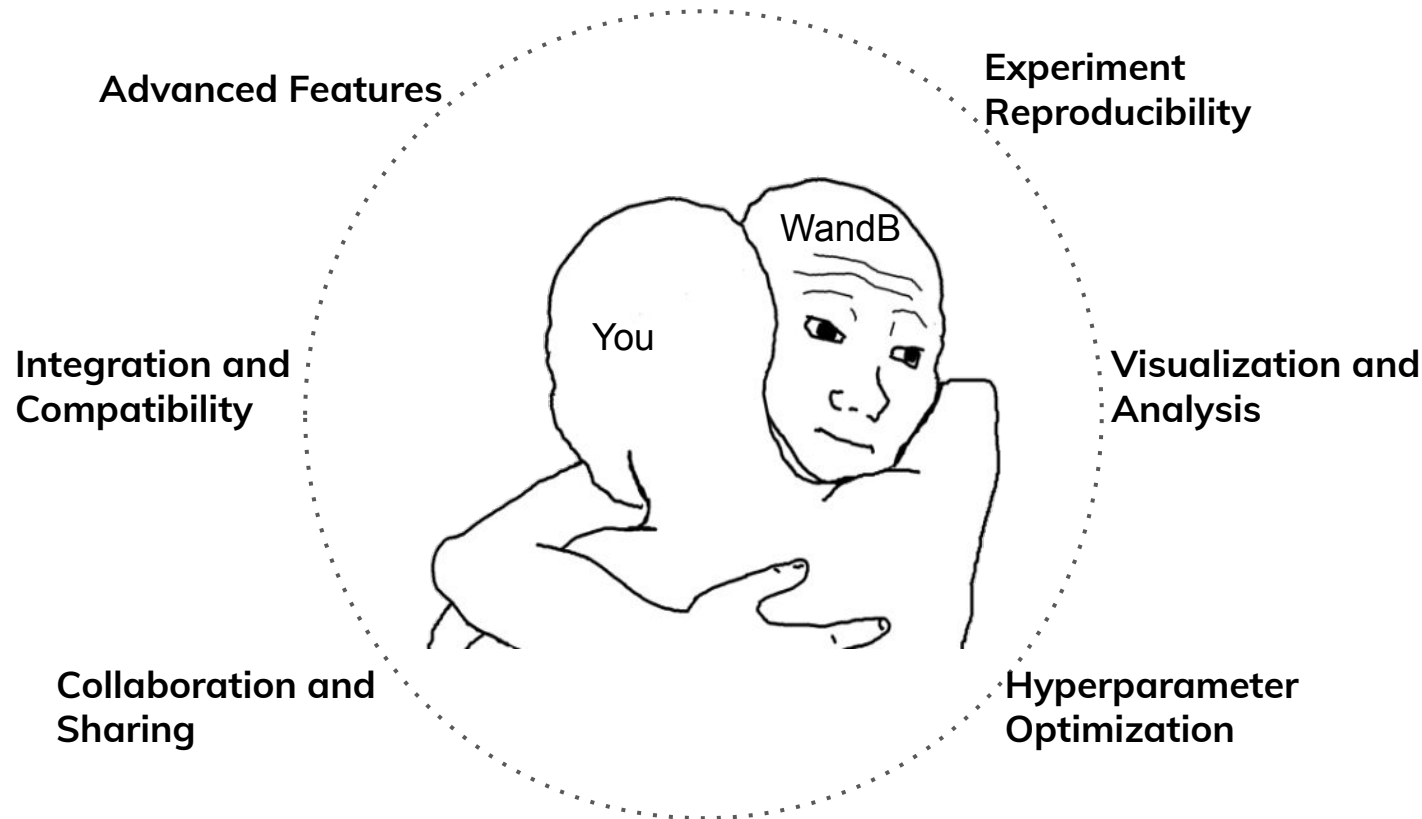 Advanced Features
Experiment
Reproducibility
WandB
You
Integration and
Compatibility
Visualization and
Analysis
Collaboration and
Sharing
Hyperparameter
Optimization